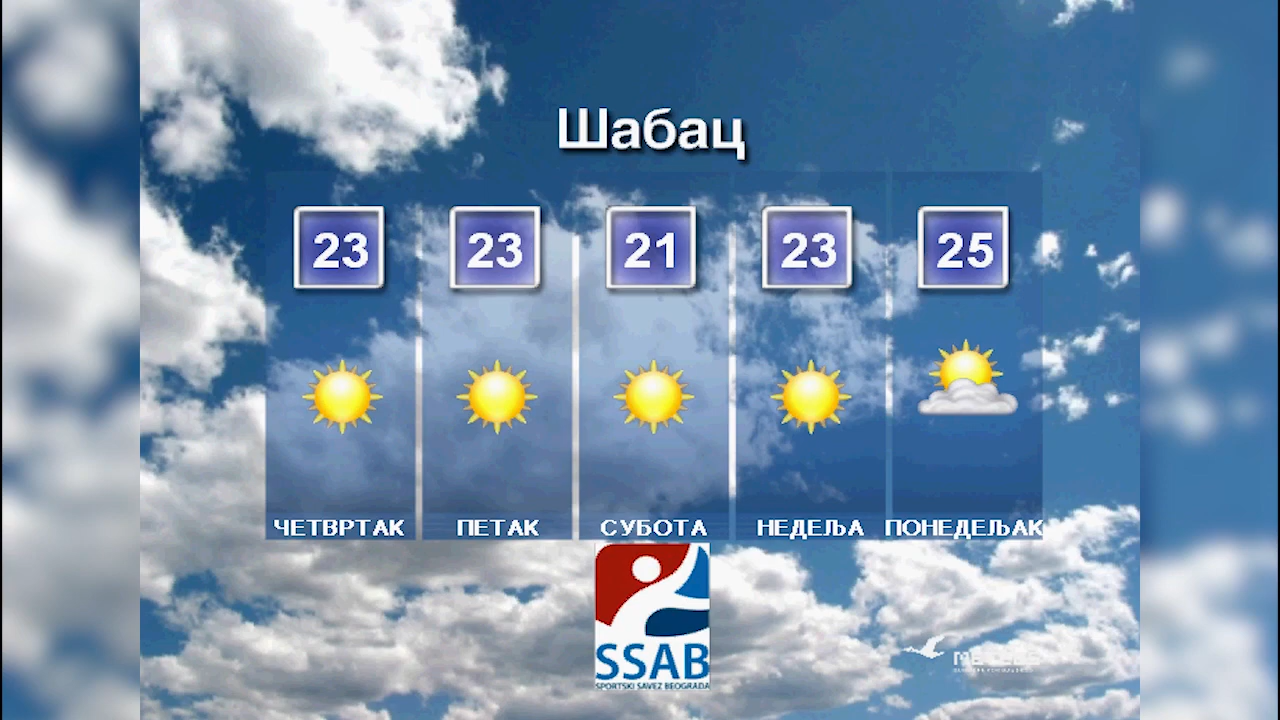 Шабац
23 23 21 23 25
ЧЕТВРТАК ПЕТАК СУБОТА НЕДЕЉА ПОНЕДЕЉАК
SSAB
SPORTSKI SAVEZ BEOGRADA